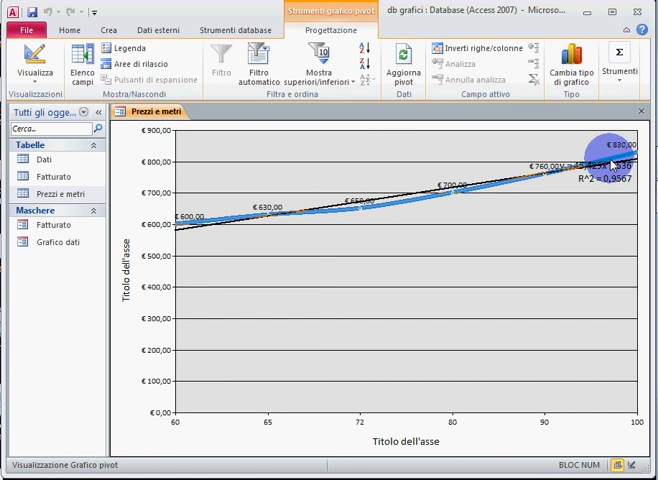 Strumenti grafico pivot
db grafici : Database (Access 2007) - Microso...
File
Home
Crea
Dati esterni
Strumenti database
Progettazione
Visualizza
Visualizzazioni
Elenco campi
Legenda
Aree di rilascio
Pulsanti di espansione
Mostra/Nascondi
Filtro
Filtro automatico
Mostra superiori/inferiori
Filtra e ordina
Aggiorna pivot
Dati
Inverti righe/colonne
Analizza
Annulla analizza
Campo attivo
Cambia tipo di grafico
Tipo
Strumenti
Tutti gli ogge...
Cerca..
Tabelle
Dati
Fatturato
Prezzi e metri
Maschere
Fatturato
Grafico dati
Prezzi e metri
€ 900,00
€ 800,00
€ 700,00
€ 600,00
€ 500,00
€ 400,00
€ 300,00
€ 200,00
€ 100,00
€ 0,00
Titolo dell'asse
€ 600,00
€ 630,00
€ 650,00
€ 700,00
€ 760,00
€ 830,00
R^2 = 0,9567
60
65
72
80
90
100
Titolo dell'asse
Visualizzazione Grafico pivot
BLOC NUM